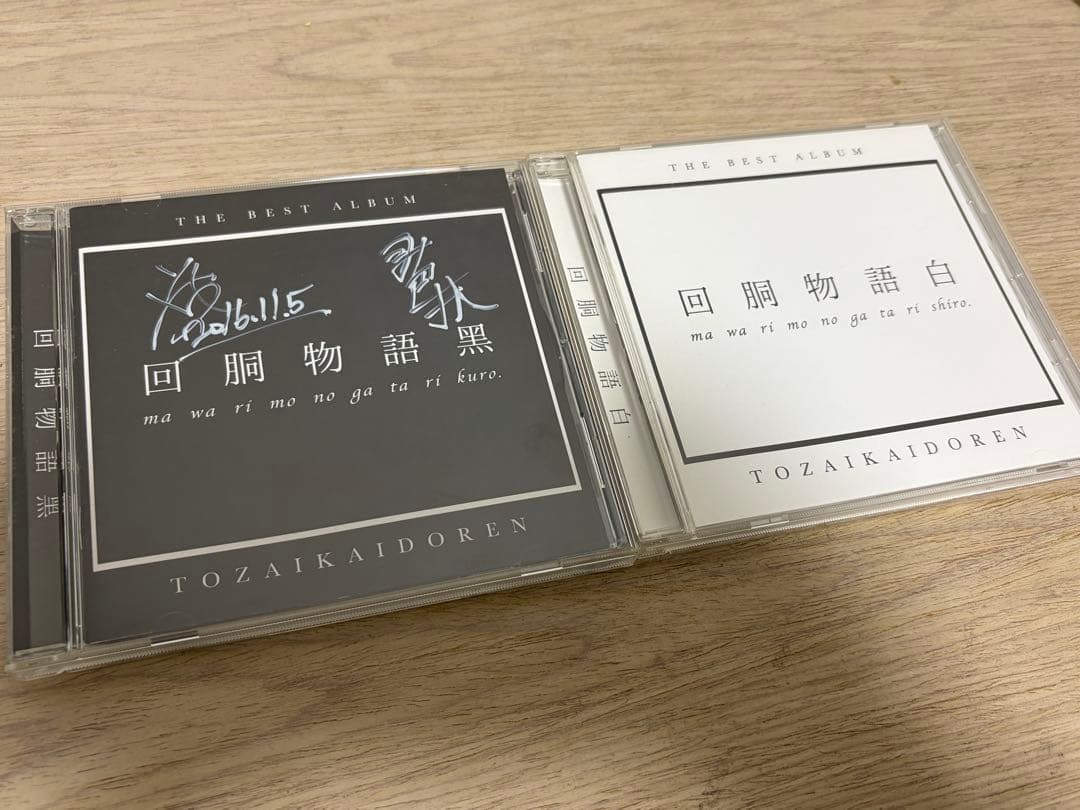 回胴物語黑
THE BEST ALBUM
2016.11.5
回胴物語黑
ma wa ri mo no ga ta ri kuro.
TOZAIKAIDOREN
回胴物語白
THE BEST ALBUM
回胴物語白
ma wa ri mo no ga ta ri shiro.
TOZAIKAIDOREN